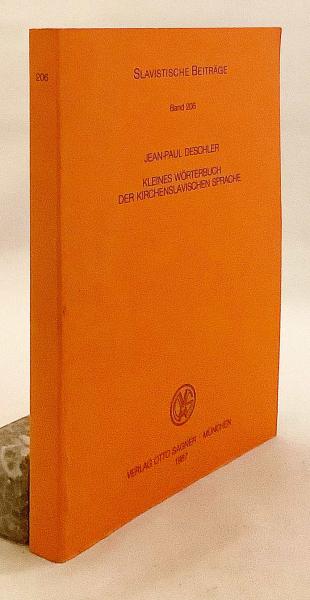 206
SLAVISTISCHE BEITRÄGE
Band 206
JEAN-PAUL DESCHLER
KLEINES WÖRTERBUCH
DER KIRCHENSLAVISCHEN SPRACHE
VERLAG OTTO SAGNER · MÜNCHEN
1987